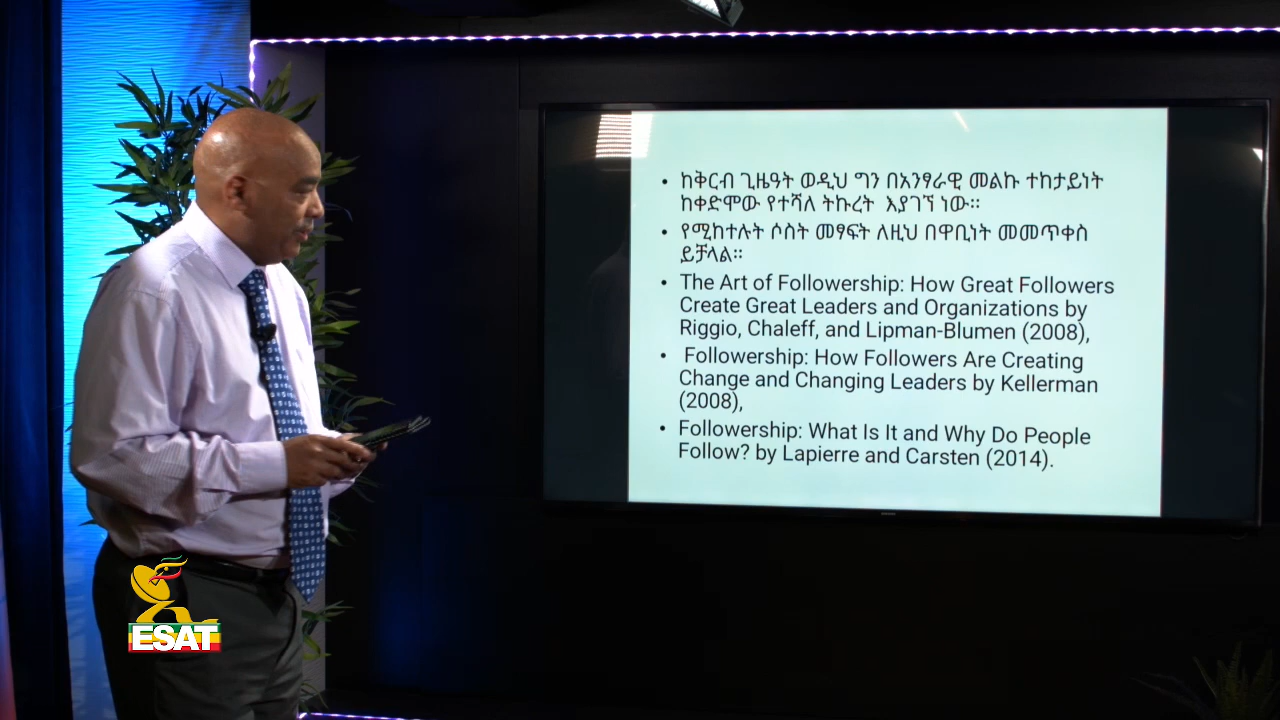 • ከቅርብ ጊዜዓት ወዲህ ግን በአንፃራዊ መልኩ ተከታይነት
ከቀድሞው የተሻለ ትኩረት እያገኘ ነው።
• የሚከተሉት ሶስት መፃፍት ለዚህ በዋቢነት መመጥቀስ
ይቻላል።
• The Art of Followership: How Great Followers
Create Great Leaders and Organizations by
Riggio, Chaleff, and Lipman-Blumen (2008),
• Followership: How Followers Are Creating
Change and Changing Leaders by Kellerman
(2008),
• Followership: What Is It and Why Do People
Follow? by Lapierre and Carsten (2014).
ESAT